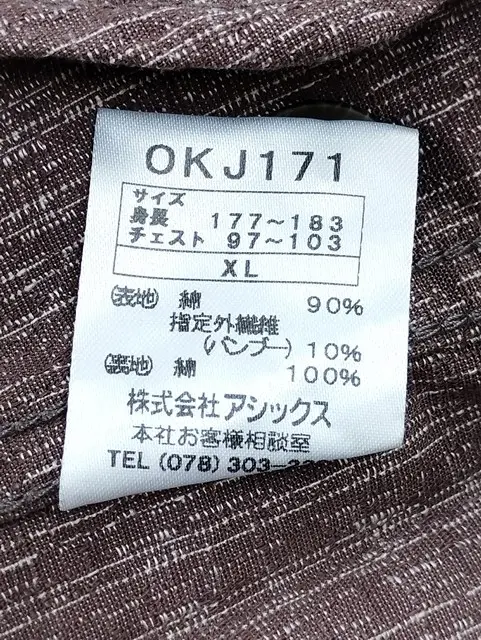 OKJ171
サイズ
身長 177～183
チェスト 97～103
XL
(表地) 綿 90%
指定外繊維
(バンブー) 10%
(裏地) 綿 100%
株式会社アシックス
本社お客様相談室
TEL (078) 303-